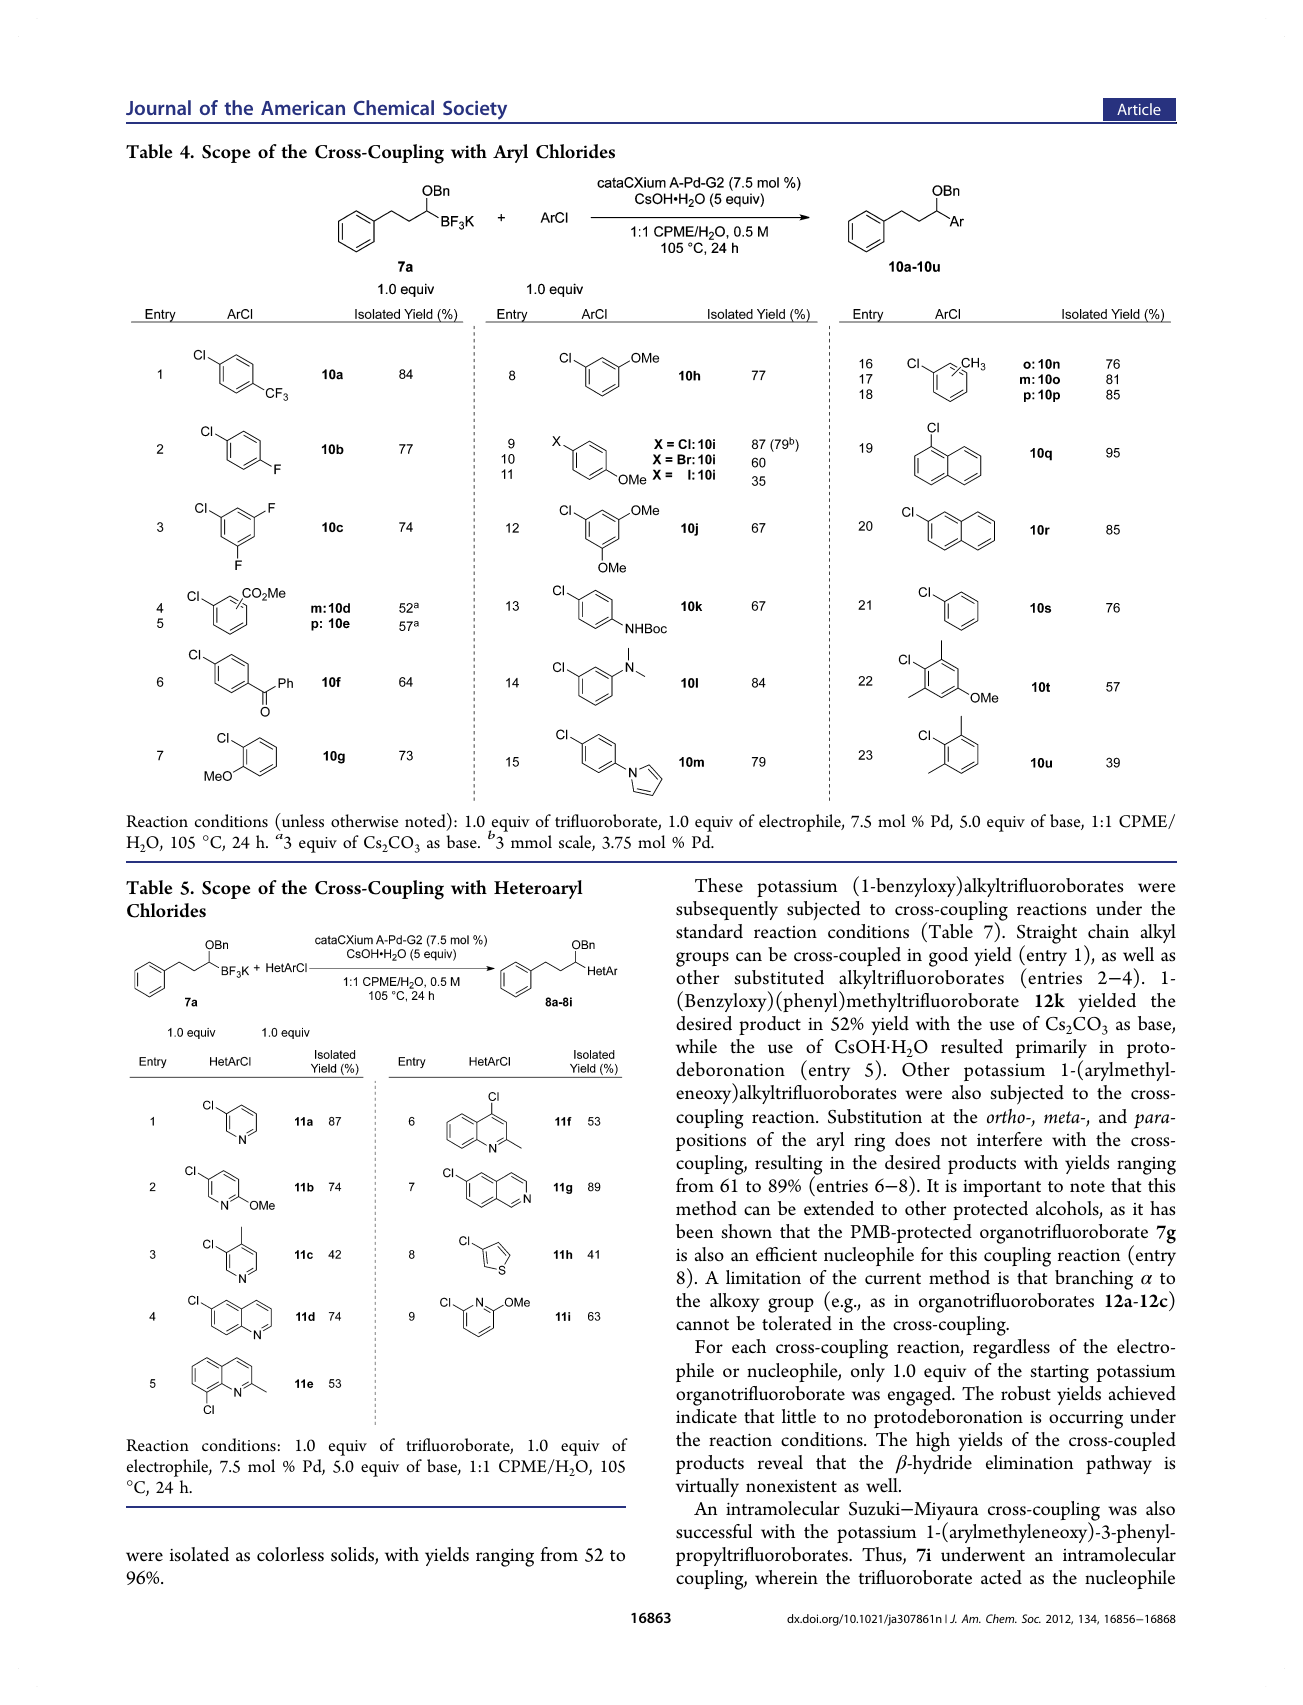 Journal of the American Chemical Society
Article
Table 4. Scope of the Cross-Coupling with Aryl Chlorides
OBn
BF3K
7a
1.0 equiv
+
ArCl
1.0 equiv
cataCXium A-Pd-G2 (7.5 mol %)
CsOH•H2O (5 equiv)
1:1 CPME/H2O, 0.5 M
105 °C, 24 h
OBn
Ar
10a-10u
Entry ArCl Isolated Yield (%)
1 Cl CF3 10a 84
2 Cl F 10b 77
3 Cl F F 10c 74
Cl CO2Me
4 m: 10d 52a
5 p: 10e 57a
6 Cl Ph O 10f 64
7 Cl MeO 10g 73
Entry ArCl Isolated Yield (%)
8 Cl OMe 10h 77
X OMe
9 X = Cl: 10i 87 (79b)
10 X = Br: 10i 60
11 X = I: 10i 35
12 Cl OMe OMe 10j 67
13 Cl NHBoc 10k 67
14 Cl N 10l 84
15 Cl N 10m 79
Entry ArCl Isolated Yield (%)
Cl CH3
16 o: 10n 76
17 m: 10o 81
18 p: 10p 85
19 Cl 10q 95
20 Cl 10r 85
21 Cl 10s 76
22 Cl OMe 10t 57
23 Cl 10u 39
Reaction conditions (unless otherwise noted): 1.0 equiv of trifluoroborate, 1.0 equiv of electrophile, 7.5 mol % Pd, 5.0 equiv of base, 1:1 CPME/
H2O, 105 °C, 24 h. a3 equiv of Cs2CO3 as base. b3 mmol scale, 3.75 mol % Pd.
Table 5. Scope of the Cross-Coupling with Heteroaryl
Chlorides
OBn
BF3K + HetArCl
7a
1.0 equiv 1.0 equiv
cataCXium A-Pd-G2 (7.5 mol %)
CsOH•H2O (5 equiv)
1:1 CPME/H2O, 0.5 M
105 °C, 24 h
OBn
HetAr
8a-8i
Entry HetArCl Isolated
Yield (%)
1 Cl N 11a 87
2 Cl N OMe 11b 74
3 Cl N 11c 42
4 Cl N 11d 74
5 N Cl 11e 53
Entry HetArCl Isolated
Yield (%)
6 Cl N 11f 53
7 Cl N 11g 89
8 Cl S 11h 41
9 Cl N OMe 11i 63
Reaction conditions: 1.0 equiv of trifluoroborate, 1.0 equiv of
electrophile, 7.5 mol % Pd, 5.0 equiv of base, 1:1 CPME/H2O, 105
°C, 24 h.
were isolated as colorless solids, with yields ranging from 52 to
96%.
These potassium (1-benzyloxy)alkyltrifluoroborates were
subsequently subjected to cross-coupling reactions under the
standard reaction conditions (Table 7). Straight chain alkyl
groups can be cross-coupled in good yield (entry 1), as well as
other substituted alkyltrifluoroborates (entries 2−4). 1-
(Benzyloxy)(phenyl)methyltrifluoroborate 12k yielded the
desired product in 52% yield with the use of Cs2CO3 as base,
while the use of CsOH·H2O resulted primarily in proto-
deboronation (entry 5). Other potassium 1-(arylmethyl-
eneoxy)alkyltrifluoroborates were also subjected to the cross-
coupling reaction. Substitution at the ortho-, meta-, and para-
positions of the aryl ring does not interfere with the cross-
coupling, resulting in the desired products with yields ranging
from 61 to 89% (entries 6−8). It is important to note that this
method can be extended to other protected alcohols, as it has
been shown that the PMB-protected organotrifluoroborate 7g
is also an efficient nucleophile for this coupling reaction (entry
8). A limitation of the current method is that branching α to
the alkoxy group (e.g., as in organotrifluoroborates 12a-12c)
cannot be tolerated in the cross-coupling.
For each cross-coupling reaction, regardless of the electro-
phile or nucleophile, only 1.0 equiv of the starting potassium
organotrifluoroborate was engaged. The robust yields achieved
indicate that little to no protodeboronation is occurring under
the reaction conditions. The high yields of the cross-coupled
products reveal that the β-hydride elimination pathway is
virtually nonexistent as well.
An intramolecular Suzuki−Miyaura cross-coupling was also
successful with the potassium 1-(arylmethyleneoxy)-3-phenyl-
propyltrifluoroborates. Thus, 7i underwent an intramolecular
coupling, wherein the trifluoroborate acted as the nucleophile
16863
dx.doi.org/10.1021/ja307861n | J. Am. Chem. Soc. 2012, 134, 16856−16868